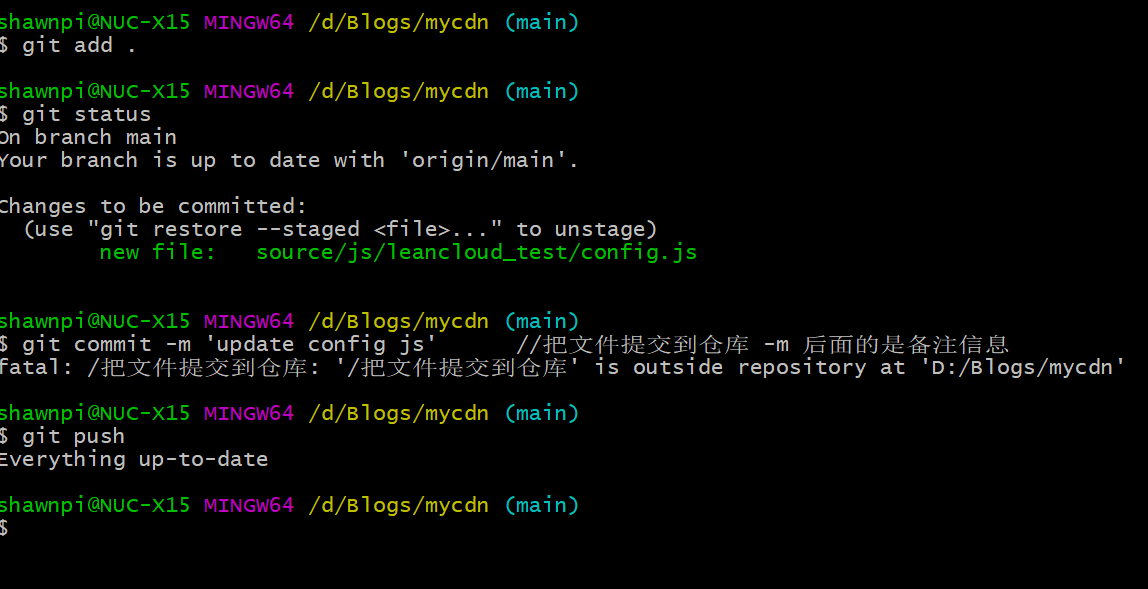 shawnpi@NUC-X15 MINGW64 /d/Blogs/mycdn (main)
$ git add .
shawnpi@NUC-X15 MINGW64 /d/Blogs/mycdn (main)
$ git status
On branch main
Your branch is up to date with 'origin/main'.
Changes to be committed:
  (use "git restore --staged <file>..." to unstage)
        new file:   source/js/leancloud_test/config.js
shawnpi@NUC-X15 MINGW64 /d/Blogs/mycdn (main)
$ git commit -m 'update config js'      //把文件提交到仓库 -m 后面的是备注信息
fatal: /把文件提交到仓库: '/把文件提交到仓库' is outside repository at 'D:/Blogs/mycdn'
shawnpi@NUC-X15 MINGW64 /d/Blogs/mycdn (main)
$ git push
Everything up-to-date
shawnpi@NUC-X15 MINGW64 /d/Blogs/mycdn (main)
$